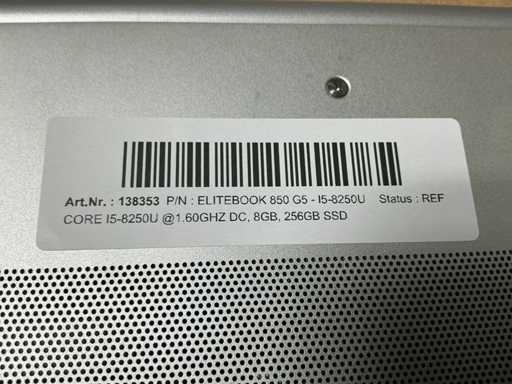 Art.Nr. : 138353 P/N : ELITEBOOK 850 G5 - I5-8250U Status : REF
CORE I5-8250U @1.60GHZ DC, 8GB, 256GB SSD